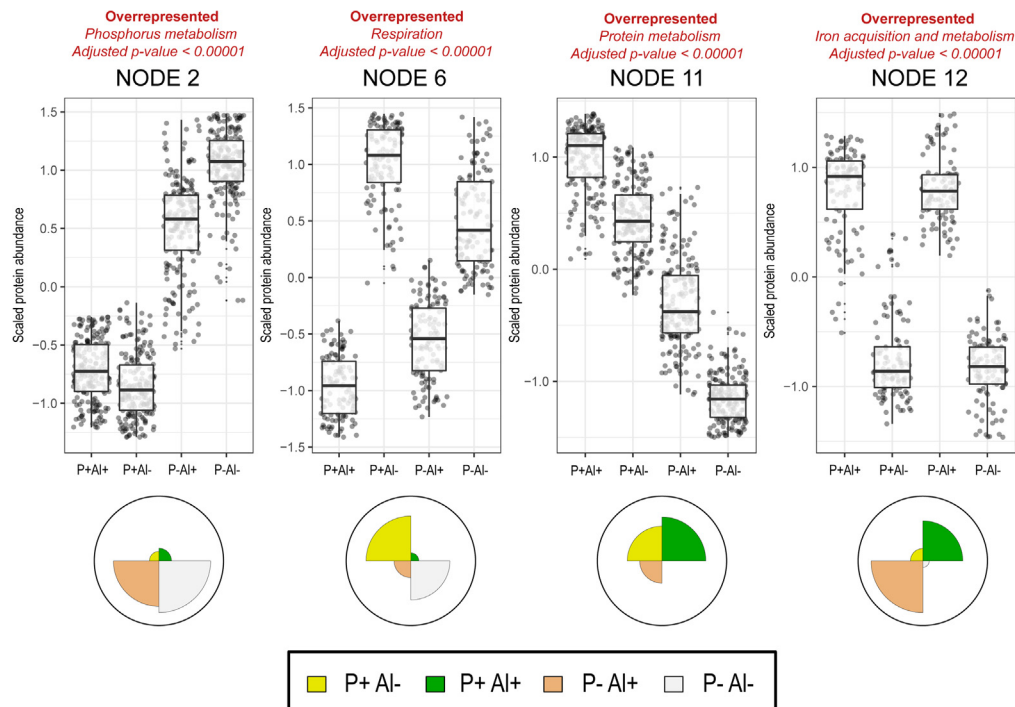 Overrepresented
Phosphorus metabolism
Adjusted p-value < 0.00001
NODE 2
Scaled protein abundance
1.5
1.0
0.5
0.0
−0.5
−1.0
P+Al+ P+Al- P-Al+ P-Al-
Overrepresented
Respiration
Adjusted p-value < 0.00001
NODE 6
Scaled protein abundance
1.5
1.0
0.5
0.0
−0.5
−1.0
−1.5
P+Al+ P+Al- P-Al+ P-Al-
Overrepresented
Protein metabolism
Adjusted p-value < 0.00001
NODE 11
Scaled protein abundance
1.0
0.0
−1.0
P+Al+ P+Al- P-Al+ P-Al-
Overrepresented
Iron acquisition and metabolism
Adjusted p-value < 0.00001
NODE 12
Scaled protein abundance
1.0
0.0
−1.0
P+Al+ P+Al- P-Al+ P-Al-
P+ Al- P+ Al+ P- Al+ P- Al-